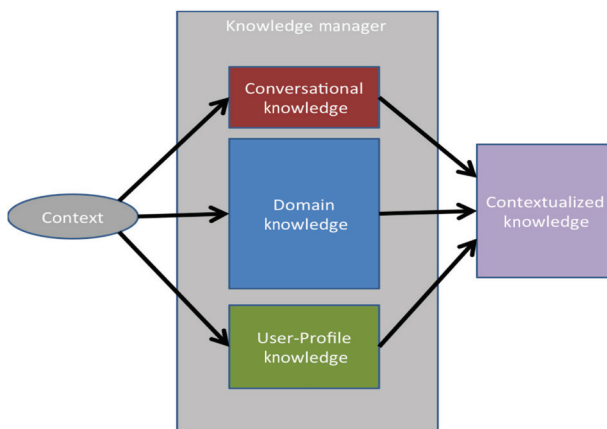 Knowledge manager
Conversational
knowledge
Context
Domain
knowledge
Contextualized
knowledge
User-Profile
knowledge